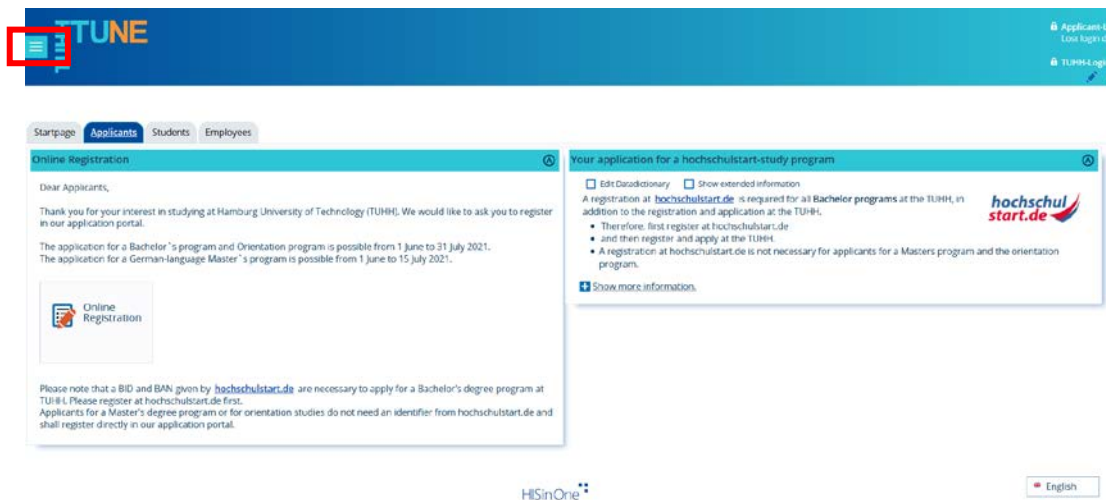 TUNE
TUHH
Applicant-L
Lost login d
TUHH-Logi
Startpage Applicants Students Employees
Online Registration
Dear Applicants,
Thank you for your interest in studying at Hamburg University of Technology (TUHH). We would like to ask you to register
in our application portal.
The application for a Bachelor`s program and Orientation program is possible from 1 June to 31 July 2021.
The application for a German-language Master`s program is possible from 1 June to 15 July 2021.
Online
Registration
Please note that a BID and BAN given by hochschulstart.de are necessary to apply for a Bachelor's degree program at
TUHH. Please register at hochschulstart.de first.
Applicants for a Master's degree program or for orientation studies do not need an identifier from hochschulstart.de and
shall register directly in our application portal.
Your application for a hochschulstart-study program
Edit Datadictionary Show extended information
A registration at hochschulstart.de is required for all Bachelor programs at the TUHH, in
addition to the registration and application at the TUHH.
• Therefore, first register at hochschulstart.de
• and then register and apply at the TUHH.
• A registration at hochschulstart.de is not necessary for applicants for a Masters program and the orientation
program.
hochschul
start.de
Show more information.
HISinOne
English